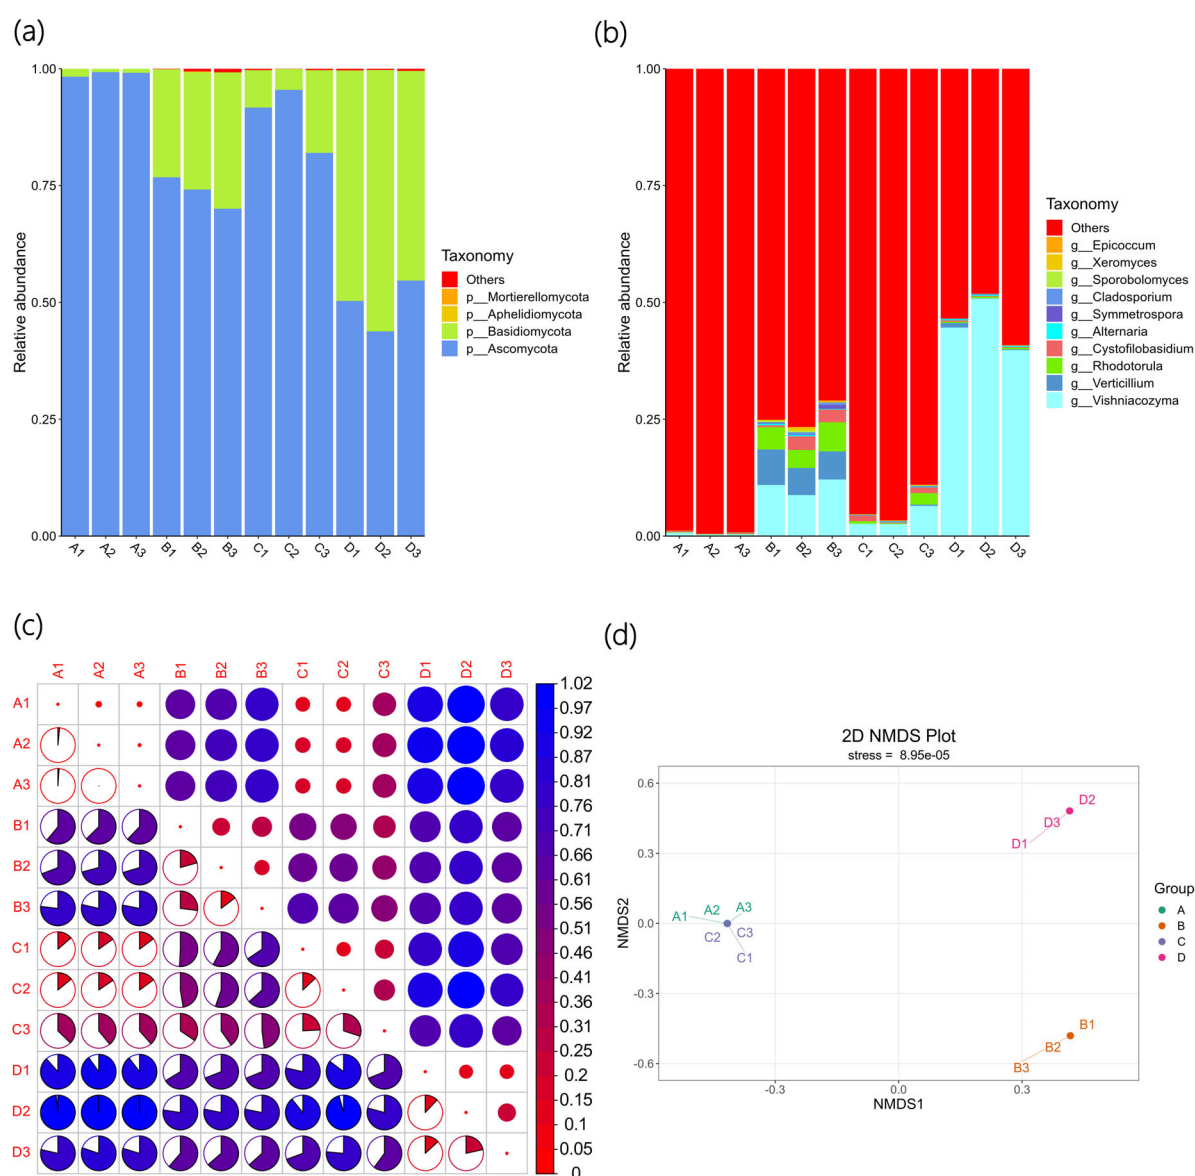 (a)
1.00
0.75
0.50
0.25
0.00
Relative abundance
A1 A2 A3 B1 B2 B3 C1 C2 C3 D1 D2 D3
Taxonomy
Others
p__Mortierellomycota
p__Aphelidiomycota
p__Basidiomycota
p__Ascomycota
(b)
1.00
0.75
0.50
0.25
0.00
Relative abundance
A1 A2 A3 B1 B2 B3 C1 C2 C3 D1 D2 D3
Taxonomy
Others
g__Epicoccum
g__Xeromyces
g__Sporobolomyces
g__Cladosporium
g__Symmetrospora
g__Alternaria
g__Cystofilobasidium
g__Rhodotorula
g__Verticillium
g__Vishniacozyma
(c)
A1 A2 A3 B1 B2 B3 C1 C2 C3 D1 D2 D3
A1
A2
A3
B1
B2
B3
C1
C2
C3
D1
D2
D3
1.02
0.97
0.92
0.87
0.81
0.76
0.71
0.66
0.61
0.56
0.51
0.46
0.41
0.36
0.31
0.25
0.2
0.15
0.1
0.05
0
(d)
2D NMDS Plot
stress = 8.95e-05
0.6
0.3
0.0
-0.3
-0.6
NMDS2
D2
D3
D1
A1 A2 A3
C2 C3
C1
B1
B2
B3
-0.3 0.0 0.3
NMDS1
Group
A
B
C
D